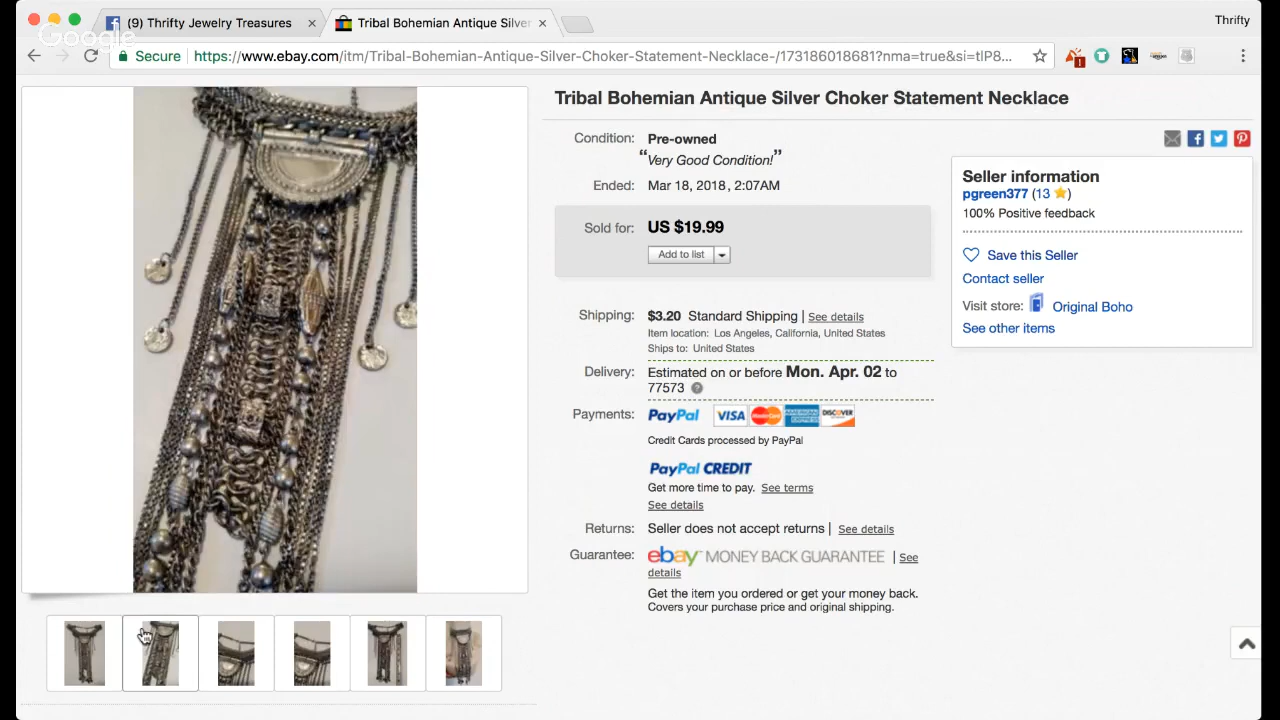 (9) Thrifty Jewelry Treasures
Tribal Bohemian Antique Silver
Thrifty
Google
Secure
https://www.ebay.com/itm/Tribal-Bohemian-Antique-Silver-Choker-Statement-Necklace-/173186018681?nma=true&si=tlP8...
Tribal Bohemian Antique Silver Choker Statement Necklace
Condition: Pre-owned
“Very Good Condition!”
Ended: Mar 18, 2018 , 2:07AM
Sold for: US $19.99
Add to list
Shipping: $3.20 Standard Shipping | See details
Item location: Los Angeles, California, United States
Ships to: United States
Delivery: Estimated on or before Mon. Apr. 02 to
77573
Payments: PayPal VISA MasterCard AMERICAN EXPRESS DISCOVER
Credit Cards processed by PayPal
PayPal CREDIT
Get more time to pay. See terms
See details
Returns: Seller does not accept returns | See details
Guarantee: ebay MONEY BACK GUARANTEE | See
details
Get the item you ordered or get your money back.
Covers your purchase price and original shipping.
Seller information
pgreen377 (13 )
100% Positive feedback
Save this Seller
Contact seller
Visit store: Original Boho
See other items